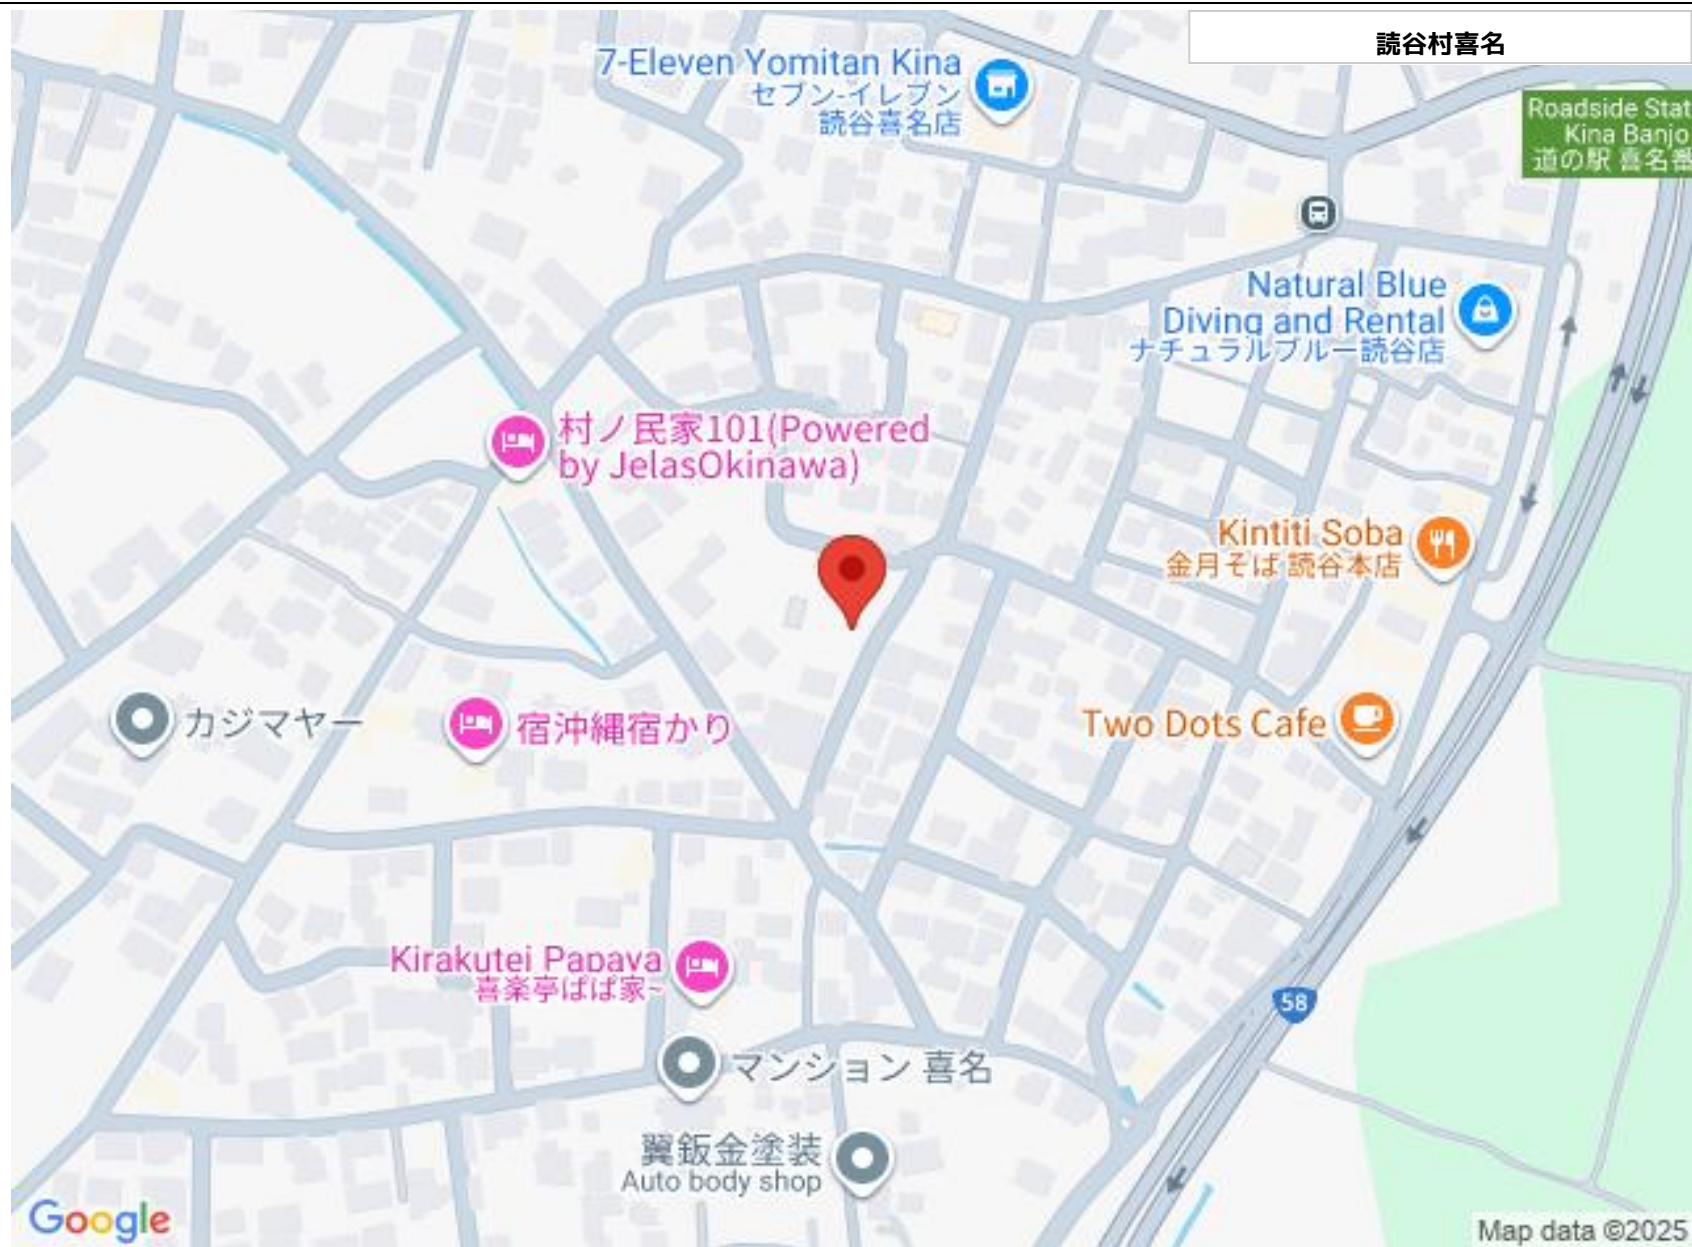 読谷村喜名
7-Eleven Yomitan Kina
セブン-イレブン
読谷喜名店
Roadside Stat
Kina Banjo
道の駅 喜名番
Natural Blue
Diving and Rental
ナチュラルブルー読谷店
村ノ民家101(Powered
by JelasOkinawa)
Kintiti Soba
金月そば 読谷本店
カジマヤー
宿沖縄宿かり
Two Dots Cafe
Kirakutei Papaya
喜楽亭ぱぱ家~
58
マンション 喜名
翼鈑金塗装
Auto body shop
Google
Map data ©2025